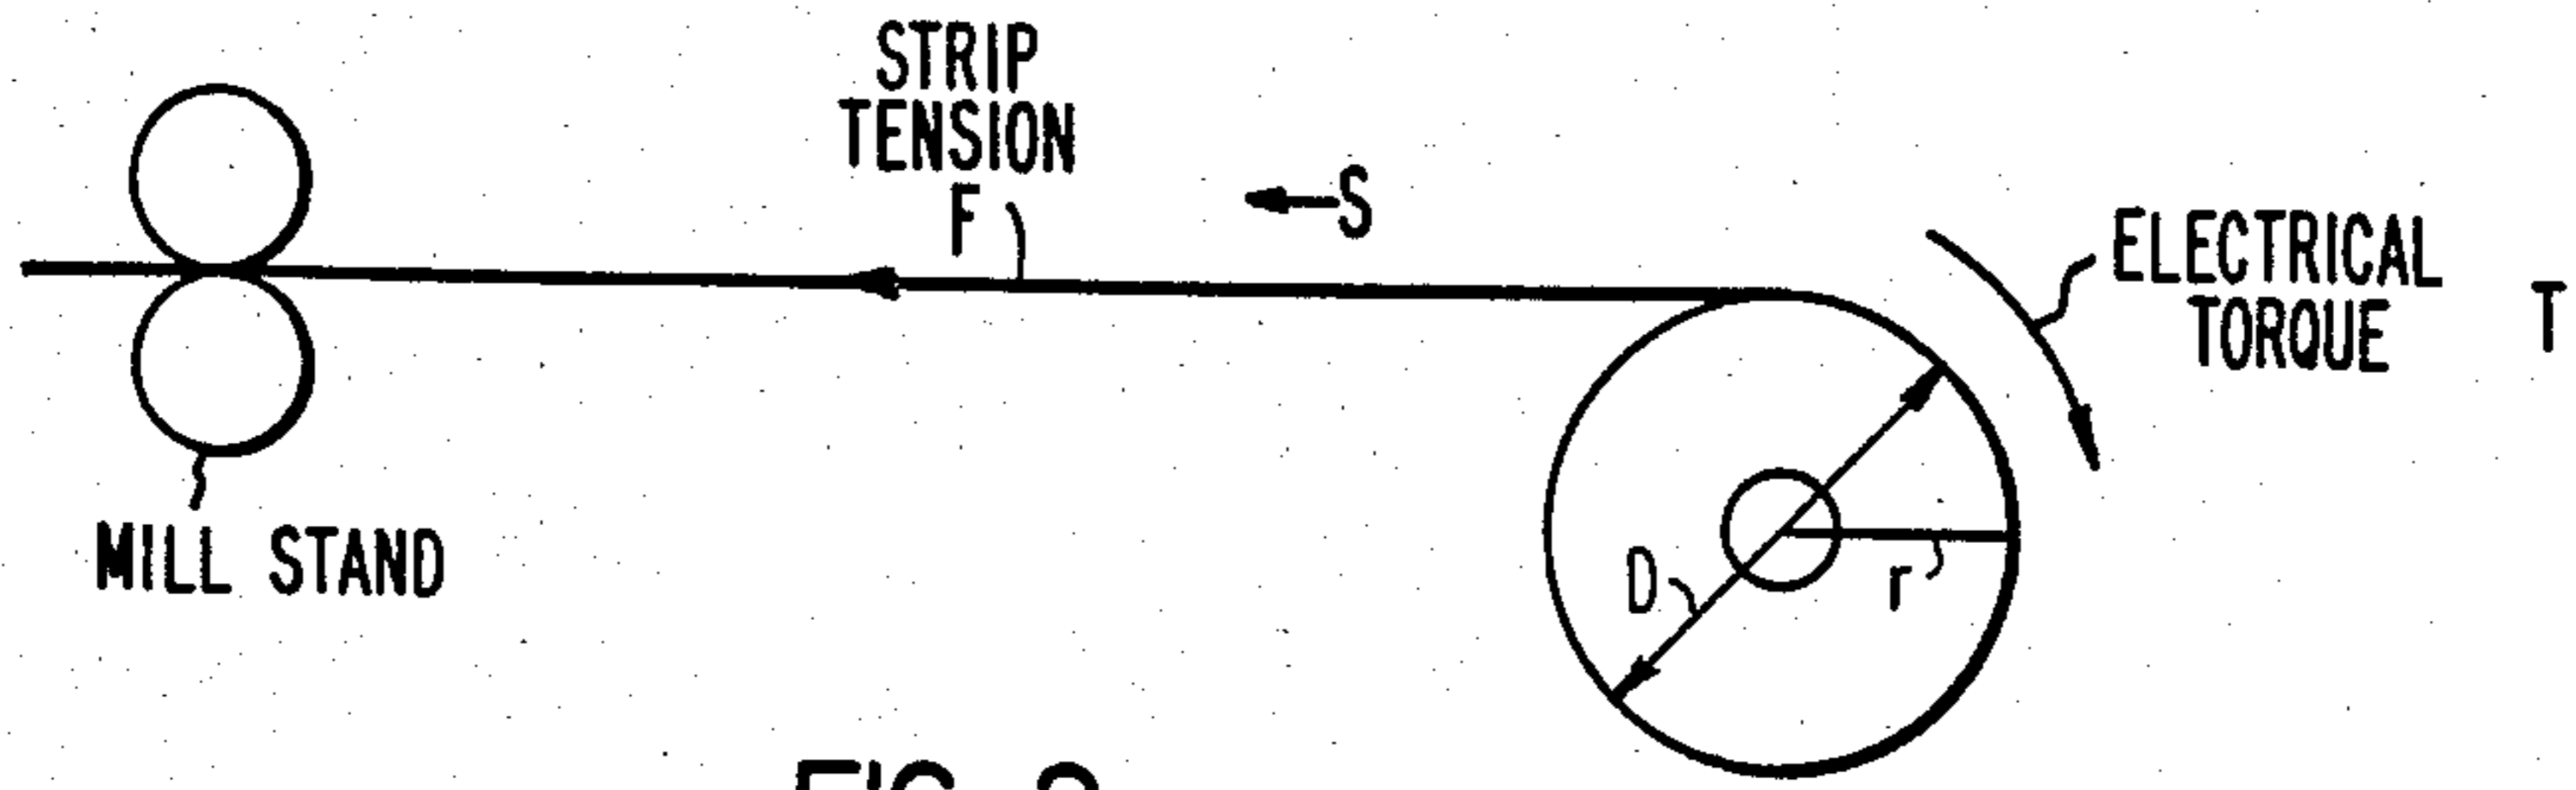 STRIP
TENSION
F
S
ELECTRICAL
TORQUE
T
MILL STAND
D
r